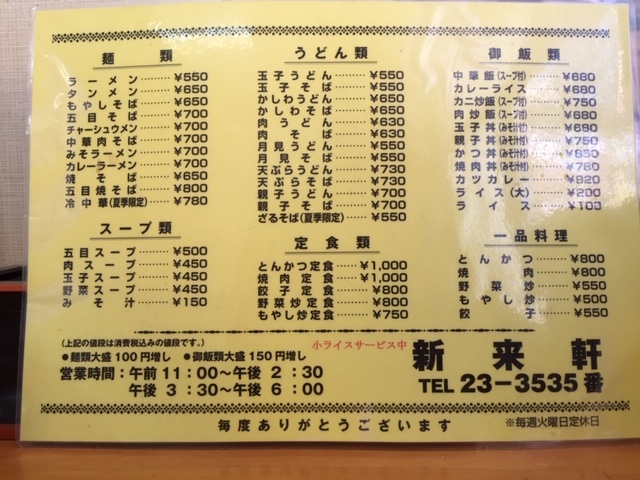 麺類
ラーメン………¥550
タンメン………¥650
もやしそば………¥650
五目そば………¥700
チャーシュウメン………¥700
中華肉そば………¥700
みそラーメン………¥700
カレーラーメン………¥700
焼そば………¥650
五目焼そば………¥800
冷中華(夏季限定)………¥780
スープ類
五目スープ………¥500
肉スープ………¥450
玉子スープ………¥450
野菜スープ………¥450
みそ汁………¥150
うどん類
玉子うどん………¥550
玉子そば………¥550
かしわうどん………¥650
かしわそば………¥650
肉うどん………¥630
肉そば………¥630
月見うどん………¥550
月見そば………¥550
天ぷらうどん………¥730
天ぷらそば………¥730
親子うどん………¥700
親子そば………¥700
ざるそば(夏季限定)………¥550
定食類
とんかつ定食……¥1,000
焼肉定食……¥1,000
餃子定食………¥800
野菜炒定食………¥800
もやし炒定食………¥750
御飯類
中華飯(スープ付)………¥680
カレーライス………¥680
カニ炒飯(スープ付)………¥750
肉炒飯(スープ付)………¥680
玉子丼(みそ汁付)………¥690
親子丼(みそ汁付)………¥750
かつ丼(みそ汁付)………¥850
焼肉丼(みそ汁付)………¥780
カツカレー………¥920
ライス(大)………¥200
ライス………¥100
一品料理
とんかつ………¥800
焼肉………¥800
野菜炒………¥550
もやし炒………¥500
餃子………¥550
(上記の値段は消費税込みの値段です。)
●麺類大盛100円増し ●御飯類大盛150円増し
営業時間:午前11:00〜午後2:30
午後3:30〜午後6:00
小ライスサービス中
新来軒
TEL 23-3535番
毎度ありがとうございます
※毎週火曜日定休日